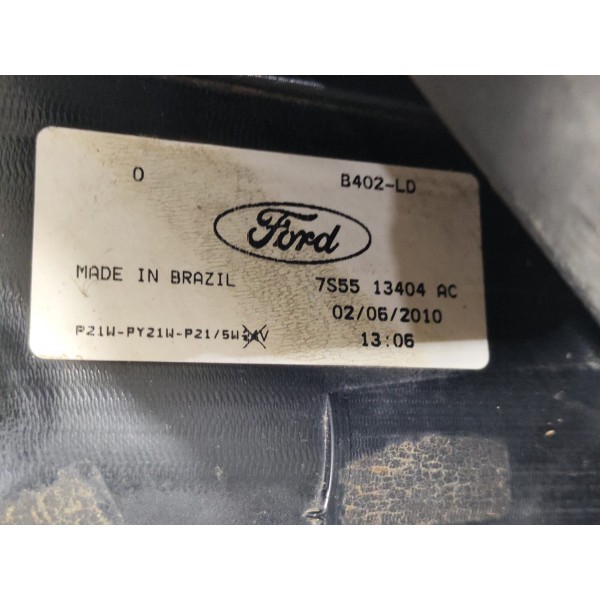 0 B402-LD
Ford
MADE IN BRAZIL 7S55 13404 AC
02/06/2010
P21W-PY21W-P21/5W
13:06